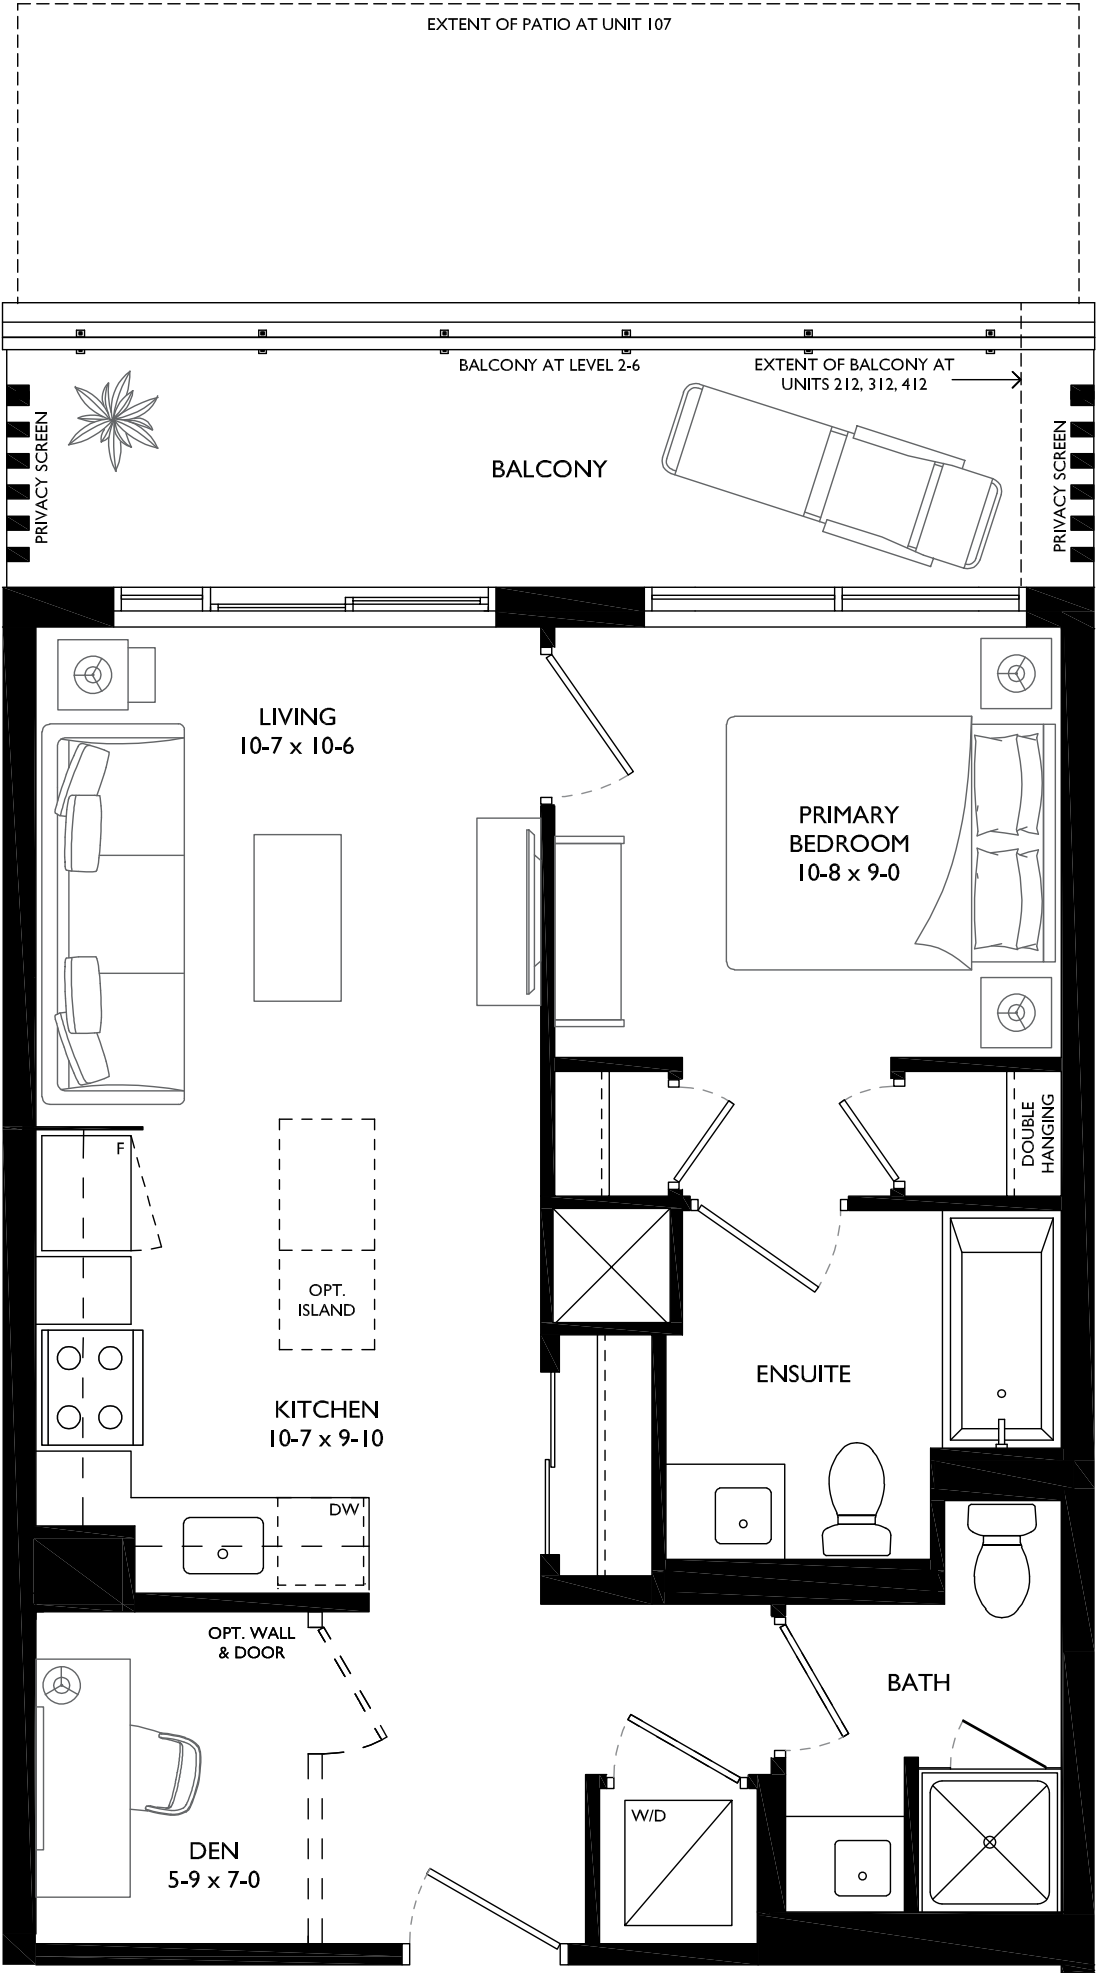 EXTENT OF PATIO AT UNIT 107
BALCONY AT LEVEL 2-6
EXTENT OF BALCONY AT
UNITS 212, 312, 412
PRIVACY SCREEN
BALCONY
PRIVACY SCREEN
LIVING
10-7 x 10-6
PRIMARY
BEDROOM
10-8 x 9-0
DOUBLE
HANGING
F
OPT.
ISLAND
ENSUITE
KITCHEN
10-7 x 9-10
DW
OPT. WALL
& DOOR
BATH
W/D
DEN
5-9 x 7-0